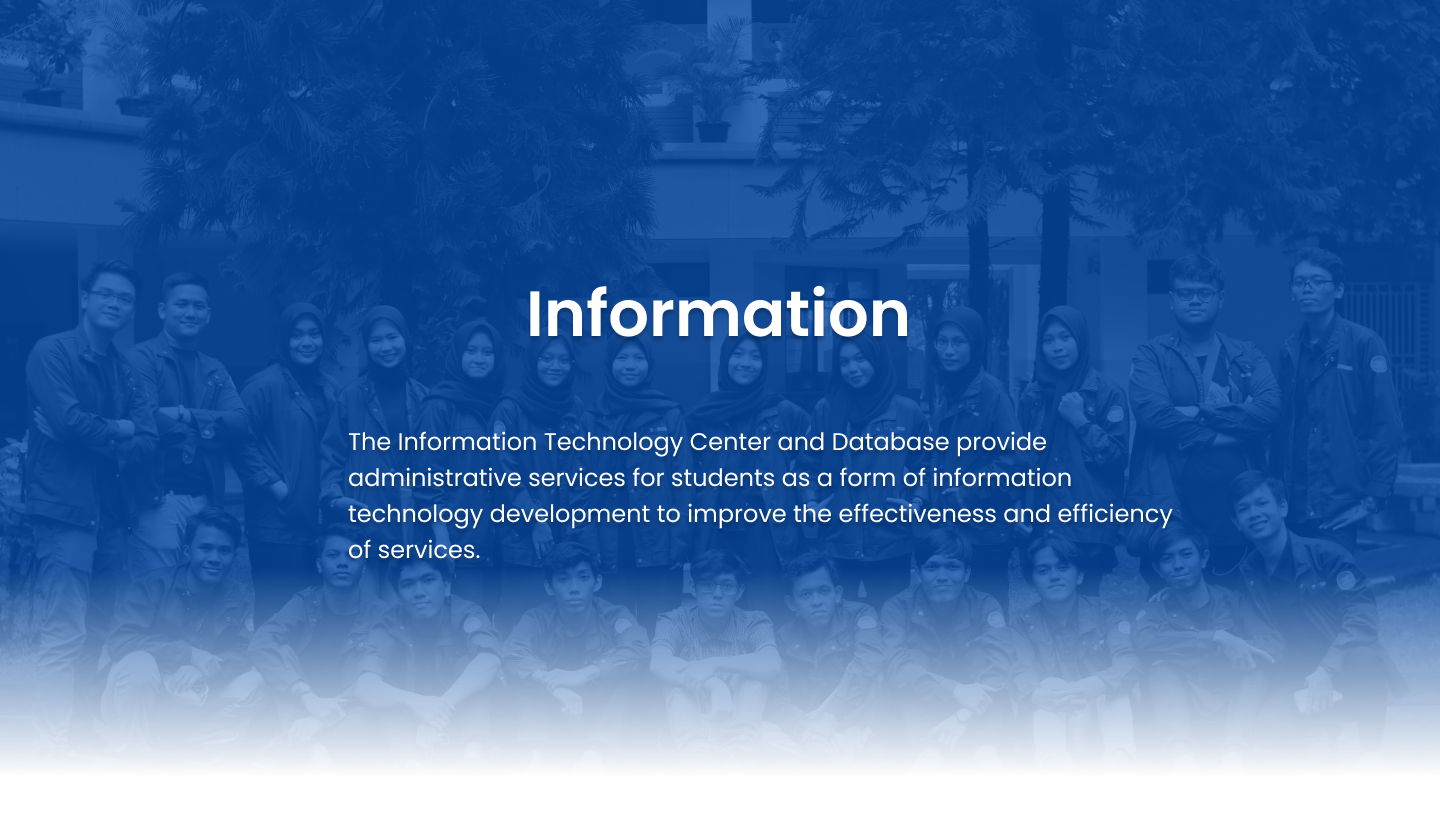 Information
The Information Technology Center and Database provide
administrative services for students as a form of information
technology development to improve the effectiveness and efficiency
of services.